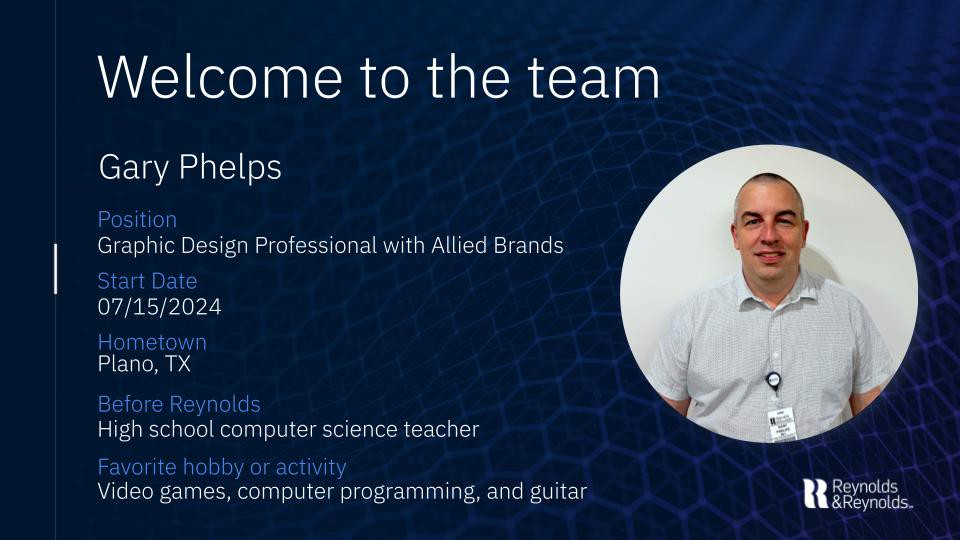 Welcome to the team
Gary Phelps
Position
Graphic Design Professional with Allied Brands
Start Date
07/15/2024
Hometown
Plano, TX
Before Reynolds
High school computer science teacher
Favorite hobby or activity
Video games, computer programming, and guitar
Reynolds
&Reynolds